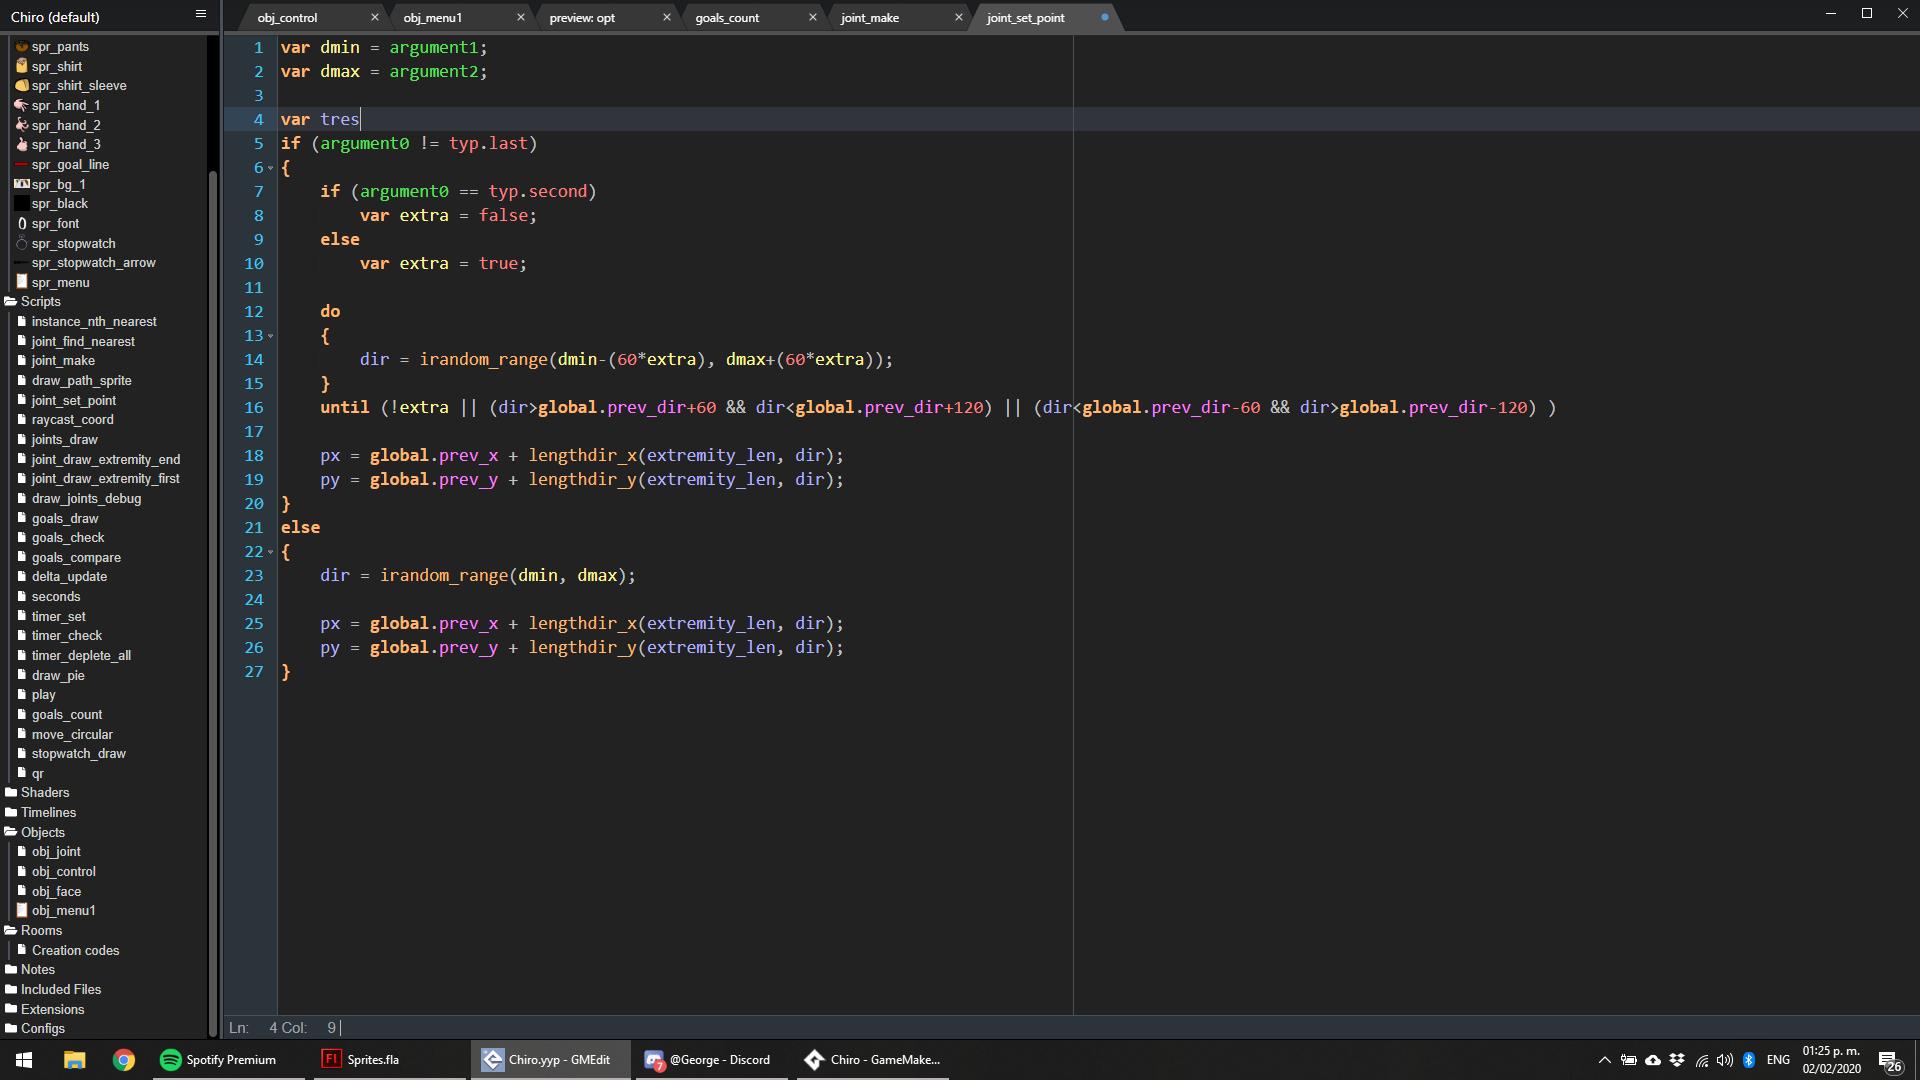 Chiro (default)
obj_control
obj_menu1
preview: opt
goals_count
joint_make
joint_set_point
spr_pants
spr_shirt
spr_shirt_sleeve
spr_hand_1
spr_hand_2
spr_hand_3
spr_goal_line
spr_bg_1
spr_black
spr_font
spr_stopwatch
spr_stopwatch_arrow
spr_menu
Scripts
instance_nth_nearest
joint_find_nearest
joint_make
draw_path_sprite
joint_set_point
raycast_coord
joints_draw
joint_draw_extremity_end
joint_draw_extremity_first
draw_joints_debug
goals_draw
goals_check
goals_compare
delta_update
seconds
timer_set
timer_check
timer_deplete_all
draw_pie
play
goals_count
move_circular
stopwatch_draw
qr
Shaders
Timelines
Objects
obj_joint
obj_control
obj_face
obj_menu1
Rooms
Creation codes
Notes
Included Files
Extensions
Configs
1 var dmin = argument1;
2 var dmax = argument2;
3
4 var tres
5 if (argument0 != typ.last)
6 {
7 if (argument0 == typ.second)
8 var extra = false;
9 else
10 var extra = true;
11
12 do
13 {
14 dir = irandom_range(dmin-(60*extra), dmax+(60*extra));
15 }
16 until (!extra || (dir>global.prev_dir+60 && dir<global.prev_dir+120) || (dir<global.prev_dir-60 && dir>global.prev_dir-120) )
17
18 px = global.prev_x + lengthdir_x(extremity_len, dir);
19 py = global.prev_y + lengthdir_y(extremity_len, dir);
20 }
21 else
22 {
23 dir = irandom_range(dmin, dmax);
24
25 px = global.prev_x + lengthdir_x(extremity_len, dir);
26 py = global.prev_y + lengthdir_y(extremity_len, dir);
27 }
Ln: 4 Col: 9
Spotify Premium
Fl Sprites.fla
Chiro.yyp - GMEdit
7 @George - Discord
Chiro - GameMake...
ENG
01:25 p. m.
02/02/2020
26